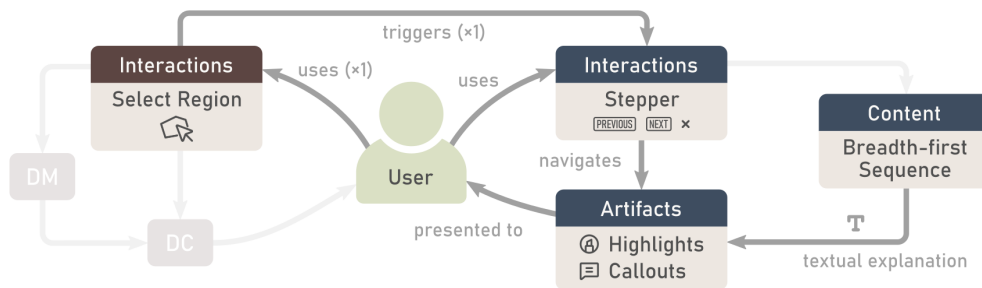 triggers (×1)
Interactions
Select Region
uses (×1)
uses
Interactions
Stepper
PREVIOUS NEXT ×
Content
Breadth-first
Sequence
DM
User
navigates
Artifacts
Highlights
Callouts
DC
presented to
T
textual explanation